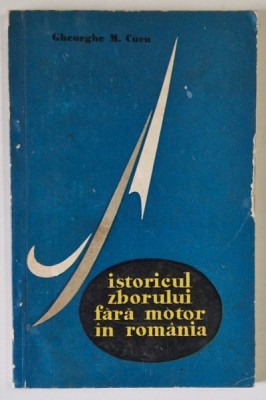 Gheorghe M. Cucu
istoricul
zborului
fără motor
în românia